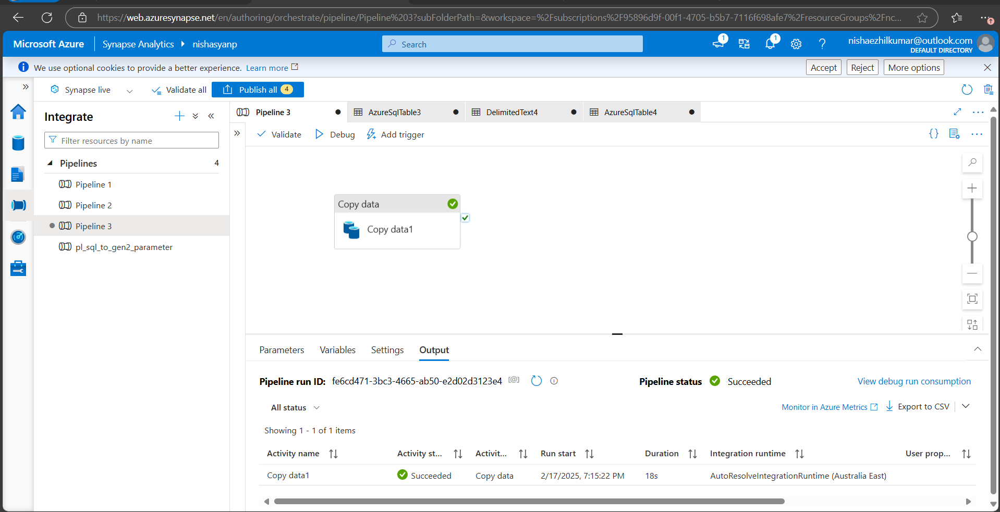 https://web.azuresynapse.net/en/authoring/orchestrate/pipeline/Pipeline%203?subFolderPath=&workspace=%2Fsubscriptions%2F95896d9f-00f1-4705-b5b7-7116f698afe7%2FresourceGroups%2Fnc...
Microsoft Azure
Synapse Analytics
nishasyanp
Search
1
1
nishaezhilkumar@outlook.com
DEFAULT DIRECTORY
We use optional cookies to provide a better experience. Learn more
Accept
Reject
More options
Synapse live
Validate all
Publish all 4
Integrate
Pipeline 3
AzureSqlTable3
DelimitedText4
AzureSqlTable4
Filter resources by name
Validate
Debug
Add trigger
Pipelines 4
Pipeline 1
Pipeline 2
Pipeline 3
pl_sql_to_gen2_parameter
Copy data
Copy data1
Parameters
Variables
Settings
Output
Pipeline run ID: fe6cd471-3bc3-4665-ab50-e2d02d3123e4 [@]
Pipeline status Succeeded
View debug run consumption
All status
Monitor in Azure Metrics
Export to CSV
Showing 1 - 1 of 1 items
Activity name Activity st... Activit... Run start Duration Integration runtime User prop...
Copy data1 Succeeded Copy data 2/17/2025, 7:15:22 PM 18s AutoResolveIntegrationRuntime (Australia East)